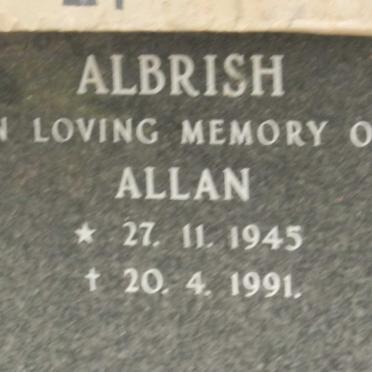 ALBRISH
N LOVING MEMORY O
ALLAN
★ 27. 11. 1945
† 20. 4. 1991.